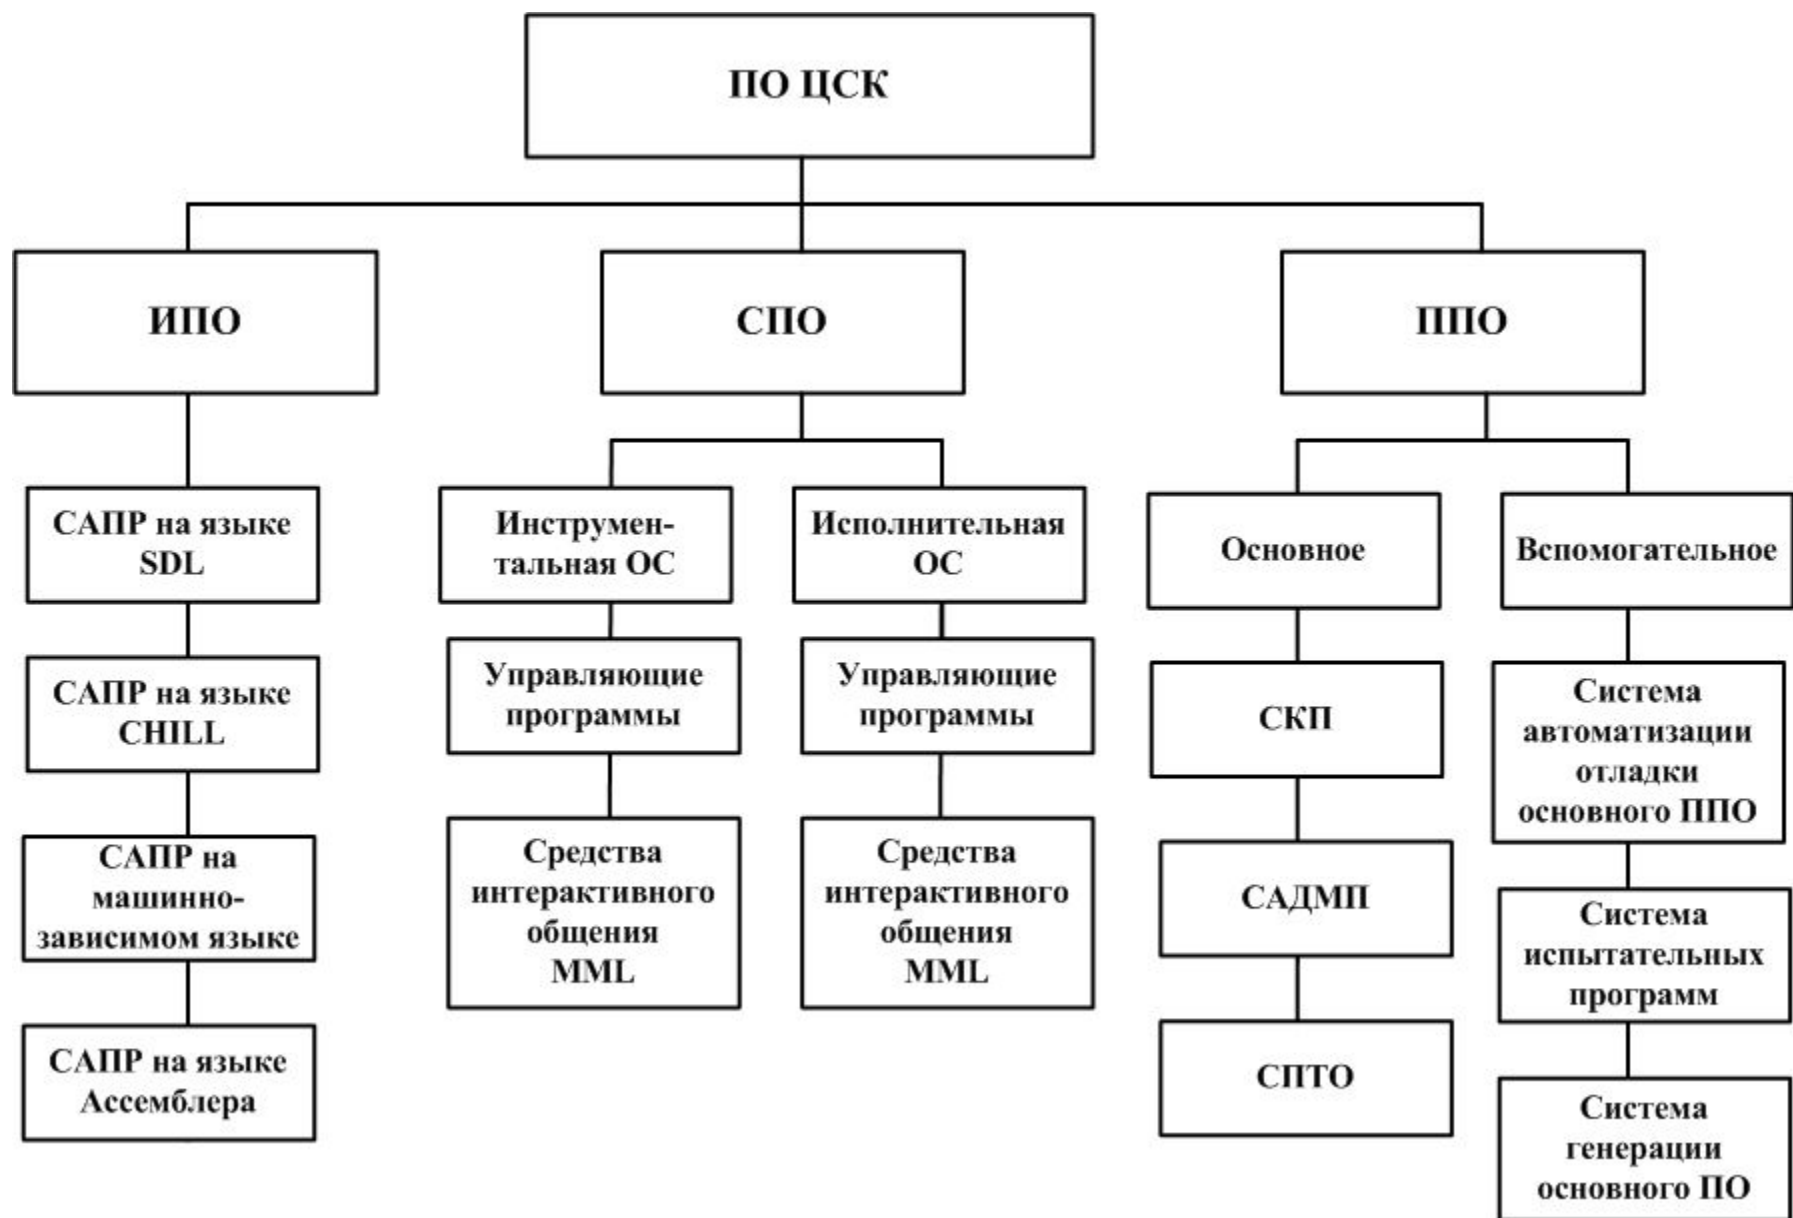 ПО ЦСК
ИПО
СПО
ППО
САПР на языке
SDL
Инструмен-
тальная ОС
Исполнительная
ОС
Основное
Вспомогательное
САПР на языке
CHILL
Управляющие
программы
Управляющие
программы
СКП
Система
автоматизации
отладки
основного ППО
САПР на
машинно-
зависимом языке
Средства
интерактивного
общения
MML
Средства
интерактивного
общения
MML
САДМП
Система
испытательных
программ
САПР на языке
Ассемблера
СПТО
Система
генерации
основного ПО